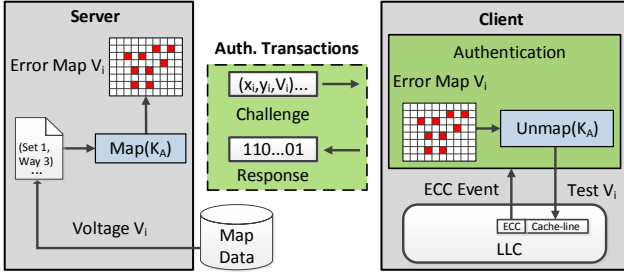 Server
Error Map Vi
(Set 1,
Way 3)
...
Map(KA)
Voltage Vi
Map
Data
Auth. Transactions
(xi,yi,Vi)...
Challenge
110...01
Response
Client
Authentication
Error Map Vi
Unmap(KA)
ECC Event
Test Vi
ECC
Cache-line
LLC